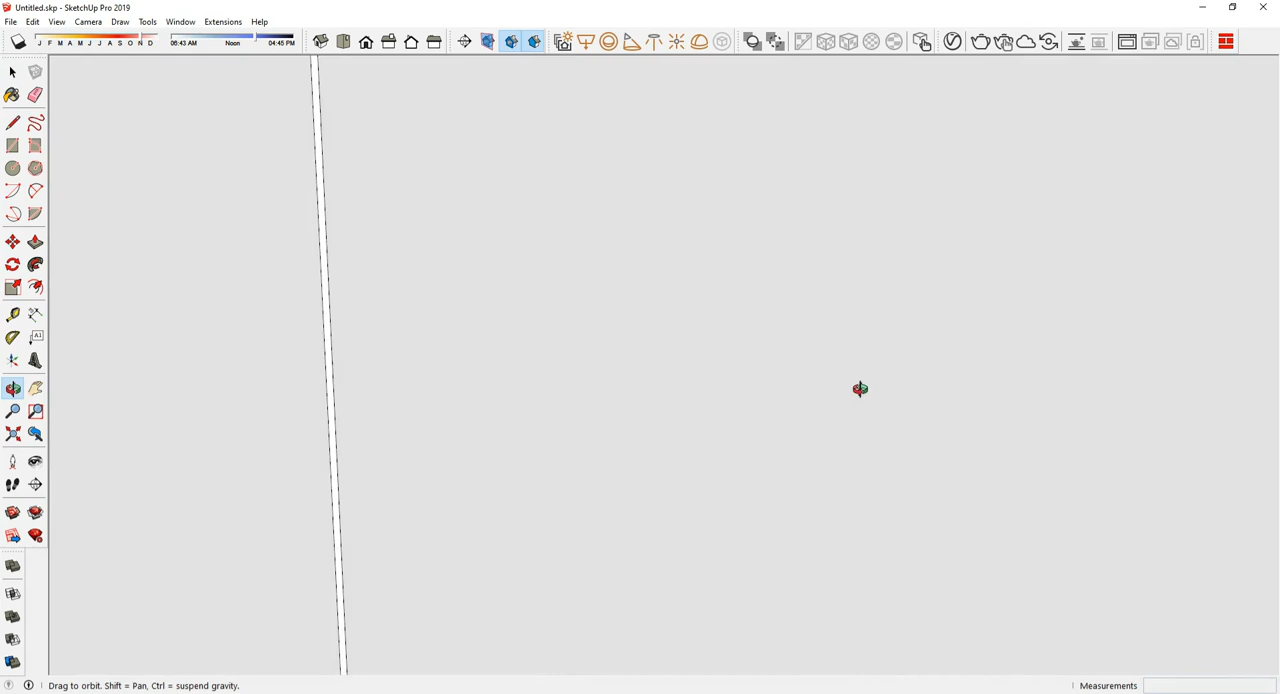 Untitled.skp - SketchUp Pro 2019
File Edit View Camera Draw Tools Window Extensions Help
J F M A M J J A S O N D
06:43 AM Noon 04:45 PM
A1
Drag to orbit. Shift = Pan, Ctrl = suspend gravity.
Measurements